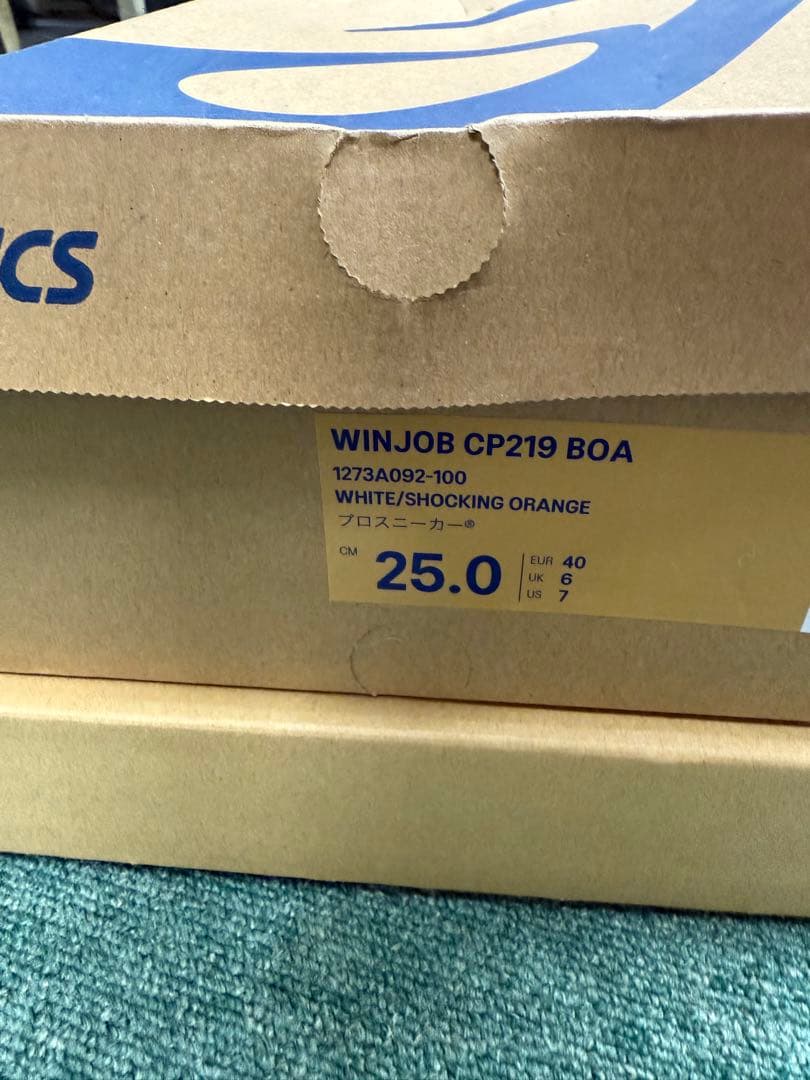 CS
WINJOB CP219 BOA
1273A092-100
WHITE/SHOCKING ORANGE
プロスニーカー®
CM 25.0
EUR 40
UK 6
US 7